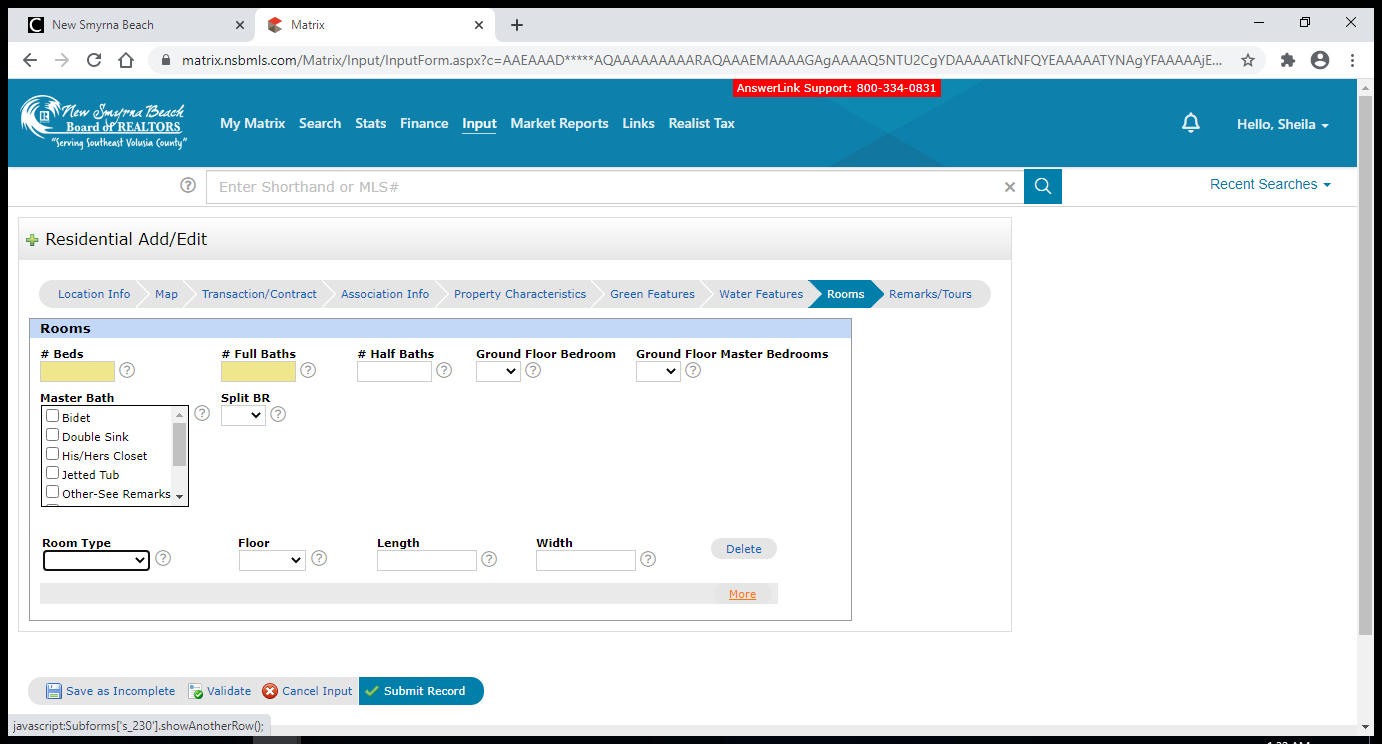 New Smyrna Beach
Matrix
matrix.nsbmls.com/Matrix/Input/InputForm.aspx?c=AAEAAAD*****AQAAAAAAAAARAQAAAEMAAAAGAgAAAAQ5NTU2CgYDAAAAATkNFQYEAAAAATYNAgYFAAAAAjE...
AnswerLink Support: 800-334-0831
New Smyrna Beach
Board of REALTORS
"Serving Southeast Volusia County"
My Matrix Search Stats Finance Input Market Reports Links Realist Tax
Hello, Sheila
Enter Shorthand or MLS#
Recent Searches
Residential Add/Edit
Location Info Map Transaction/Contract Association Info Property Characteristics Green Features Water Features Rooms Remarks/Tours
Rooms
# Beds # Full Baths # Half Baths Ground Floor Bedroom Ground Floor Master Bedrooms
Master Bath Split BR
Bidet
Double Sink
His/Hers Closet
Jetted Tub
Other-See Remarks
Room Type Floor Length Width
Delete
More
Save as Incomplete Validate Cancel Input Submit Record
javascript:Subforms['s_230'].showAnotherRow();